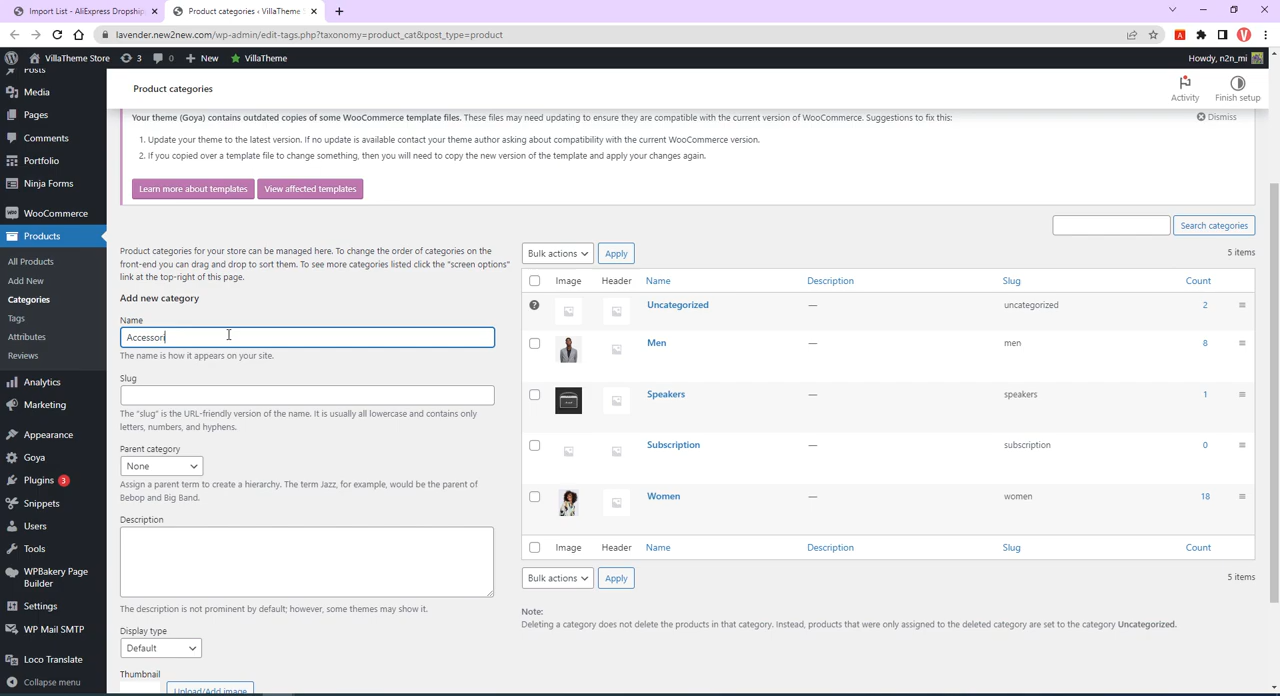 Import List - AliExpress Dropship
Product categories ‹ VillaTheme
lavender.new2new.com/wp-admin/edit-tags.php?taxonomy=product_cat&post_type=product
VillaTheme Store 3 0 New VillaTheme Howdy, n2n_mi
Posts
Media
Pages
Comments
Portfolio
Ninja Forms
WooCommerce
Products
All Products
Add New
Categories
Tags
Attributes
Reviews
Analytics
Marketing
Appearance
Goya
Plugins 3
Snippets
Users
Tools
WPBakery Page
Builder
Settings
WP Mail SMTP
Loco Translate
Collapse menu
Product categories
Activity
Finish setup
Your theme (Goya) contains outdated copies of some WooCommerce template files. These files may need updating to ensure they are compatible with the current version of WooCommerce. Suggestions to fix this:
Dismiss
1. Update your theme to the latest version. If no update is available contact your theme author asking about compatibility with the current WooCommerce version.
2. If you copied over a template file to change something, then you will need to copy the new version of the template and apply your changes again.
Learn more about templates
View affected templates
Search categories
Product categories for your store can be managed here. To change the order of categories on the
front-end you can drag and drop to sort them. To see more categories listed click the "screen options"
link at the top-right of this page.
Add new category
Name
Accessori
The name is how it appears on your site.
Slug
The "slug" is the URL-friendly version of the name. It is usually all lowercase and contains only
letters, numbers, and hyphens.
Parent category
None
Assign a parent term to create a hierarchy. The term Jazz, for example, would be the parent of
Bebop and Big Band.
Description
The description is not prominent by default; however, some themes may show it.
Display type
Default
Thumbnail
Upload/Add image
Bulk actions Apply 5 items
Image Header Name Description Slug Count
Uncategorized — uncategorized 2
Men — men 8
Speakers — speakers 1
Subscription — subscription 0
Women — women 18
Image Header Name Description Slug Count
Bulk actions Apply 5 items
Note:
Deleting a category does not delete the products in that category. Instead, products that were only assigned to the deleted category are set to the category Uncategorized.